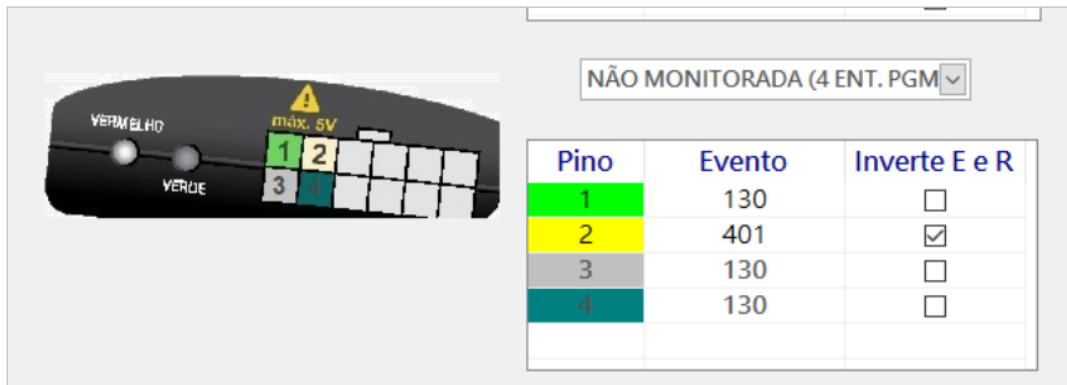 NÃO MONITORADA (4 ENT. PGM
VERMELHO
VERDE
máx. 5V
1 2
3 4
Pino Evento Inverte E e R
1 130
2 401
3 130
4 130